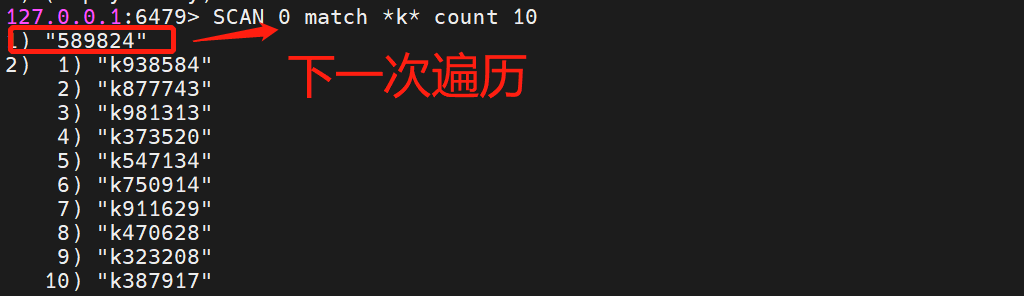 127.0.0.1:6479> SCAN 0 match *k* count 10
1) "589824"
下一次遍历
2)  1) "k938584"
2) "k877743"
3) "k981313"
4) "k373520"
5) "k547134"
6) "k750914"
7) "k911629"
8) "k470628"
9) "k323208"
10) "k387917"